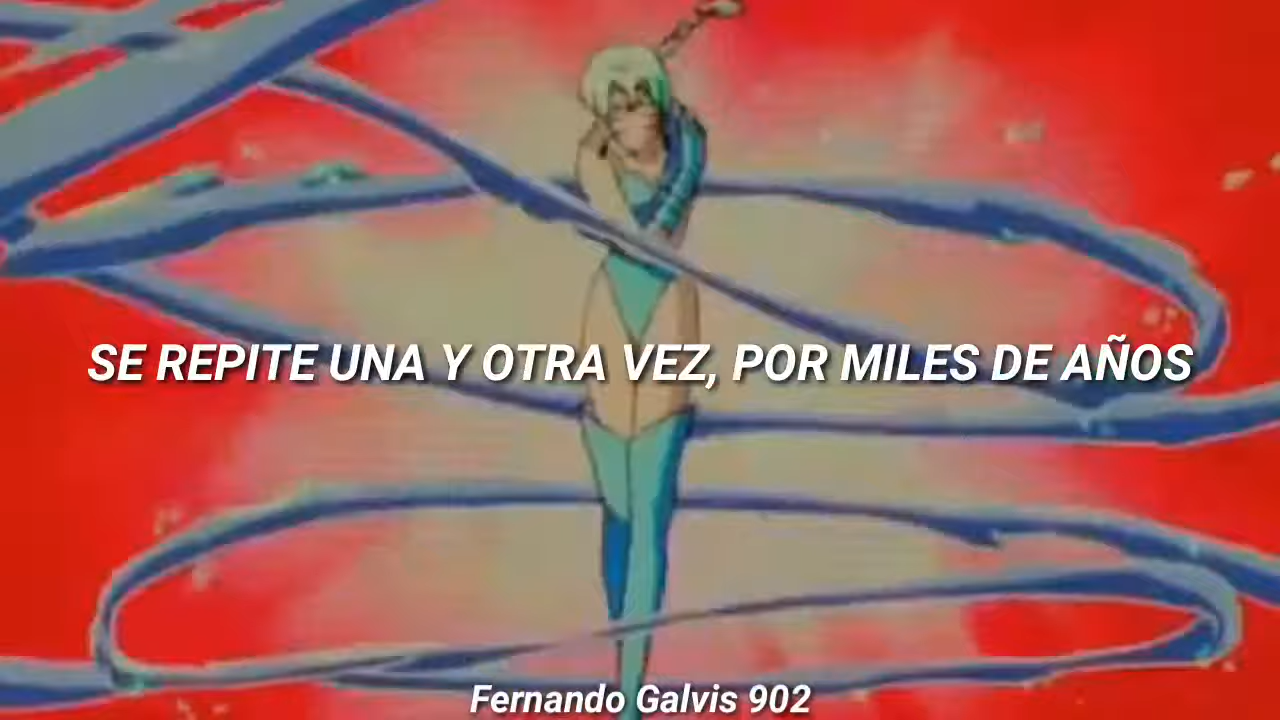 SE REPITE UNA Y OTRA VEZ, POR MILES DE AÑOS
Fernando Galvis 902